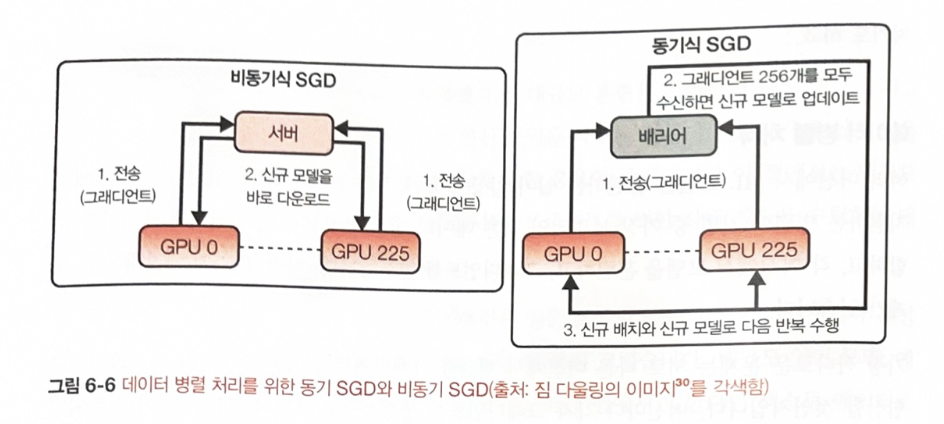 비동기식 SGD
서버
1. 전송
(그래디언트)
2. 신규 모델을
바로 다운로드
1. 전송
(그래디언트)
GPU 0
GPU 225
동기식 SGD
2. 그래디언트 256개를 모두
수신하면 신규 모델로 업데이트
배리어
1. 전송(그래디언트)
GPU 0
GPU 225
3. 신규 배치와 신규 모델로 다음 반복 수행
그림 6-6 데이터 병렬 처리를 위한 동기 SGD와 비동기 SGD(출처: 짐 다울링의 이미지30를 각색함)